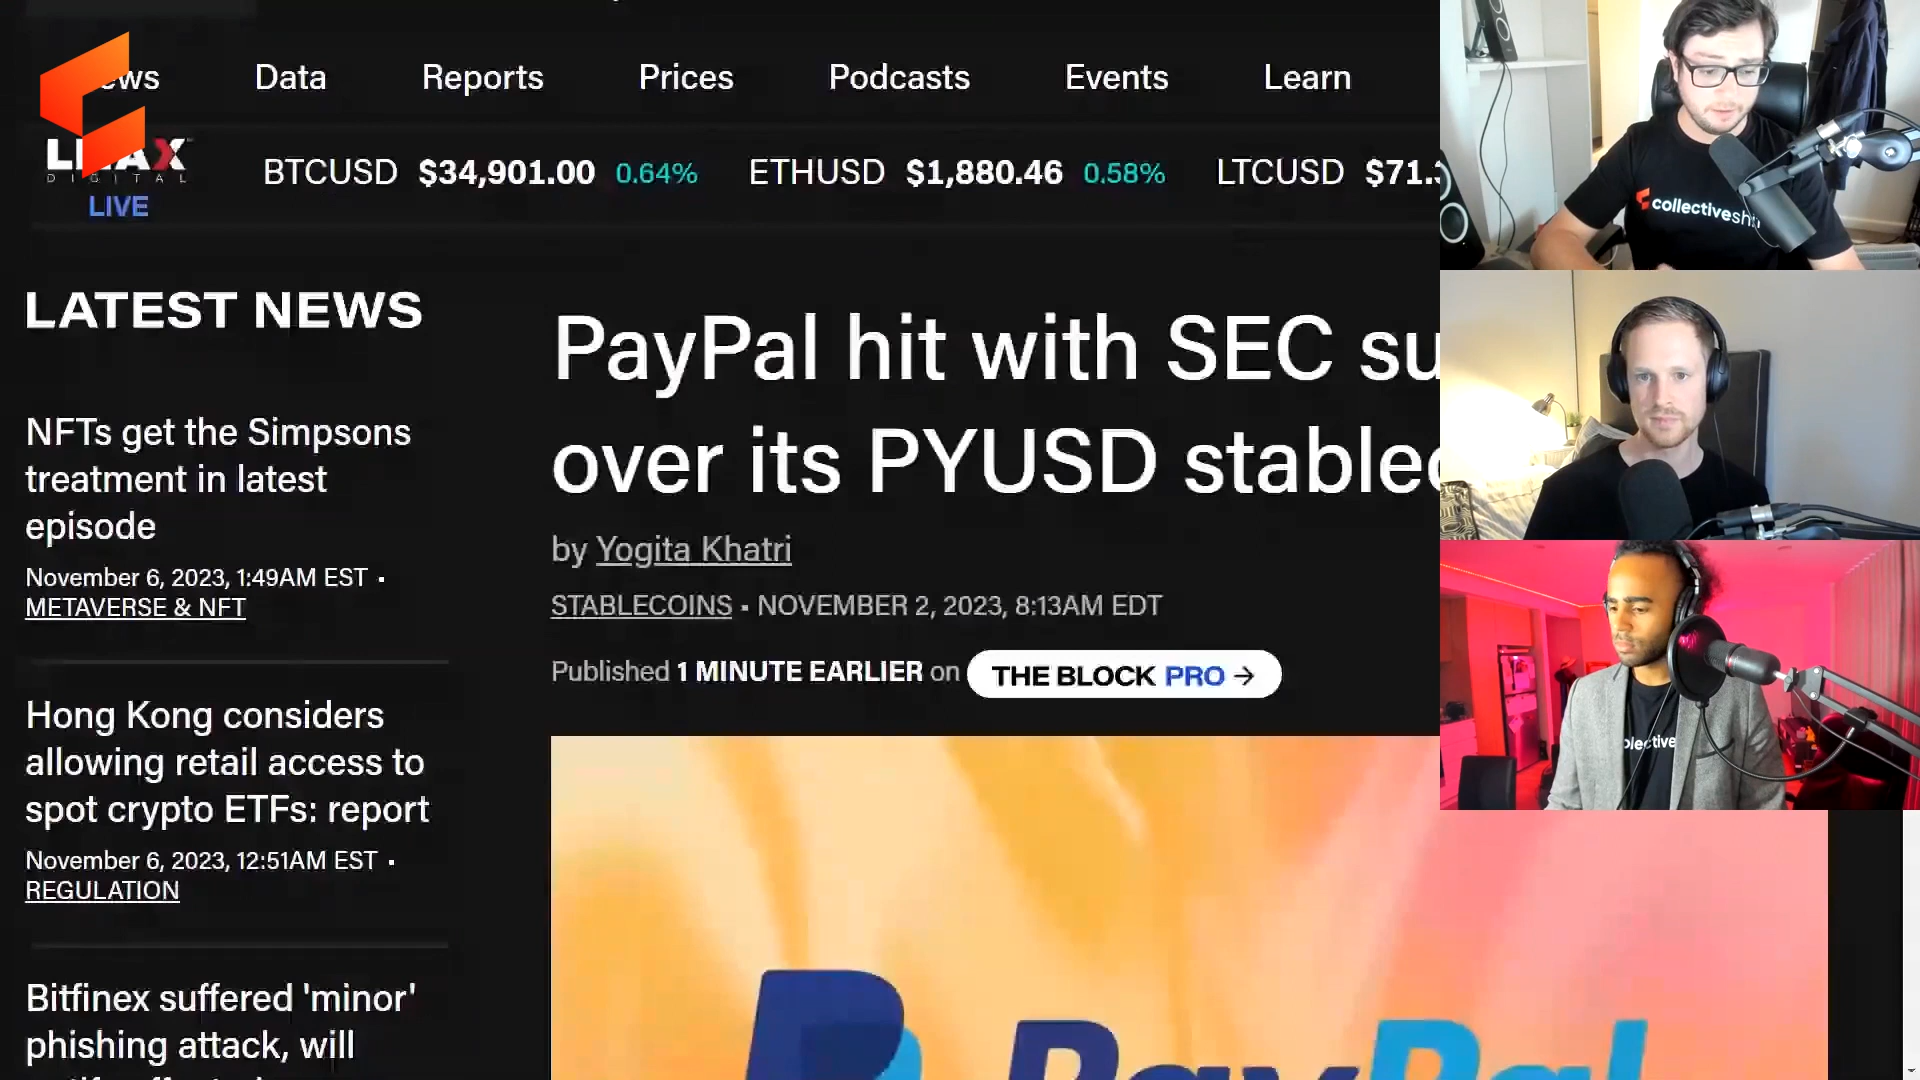 Data Reports Prices Podcasts Events Learn
DIGITAL
LIVE
BTCUSD $34,901.00 0.64% ETHUSD $1,880.46 0.58% LTCUSD
LATEST NEWS
NFTs get the Simpsons
treatment in latest
episode
November 6, 2023, 1:49AM EST •
METAVERSE & NFT
Hong Kong considers
allowing retail access to
spot crypto ETFs: report
November 6, 2023, 12:51AM EST •
REGULATION
Bitfinex suffered 'minor'
phishing attack, will
PayPal hit with SEC
over its PYUSD
by Yogita Khatri
STABLECOINS • NOVEMBER 2, 2023, 8:13AM EDT
Published 1 MINUTE EARLIER on THE BLOCK PRO →
PayPal